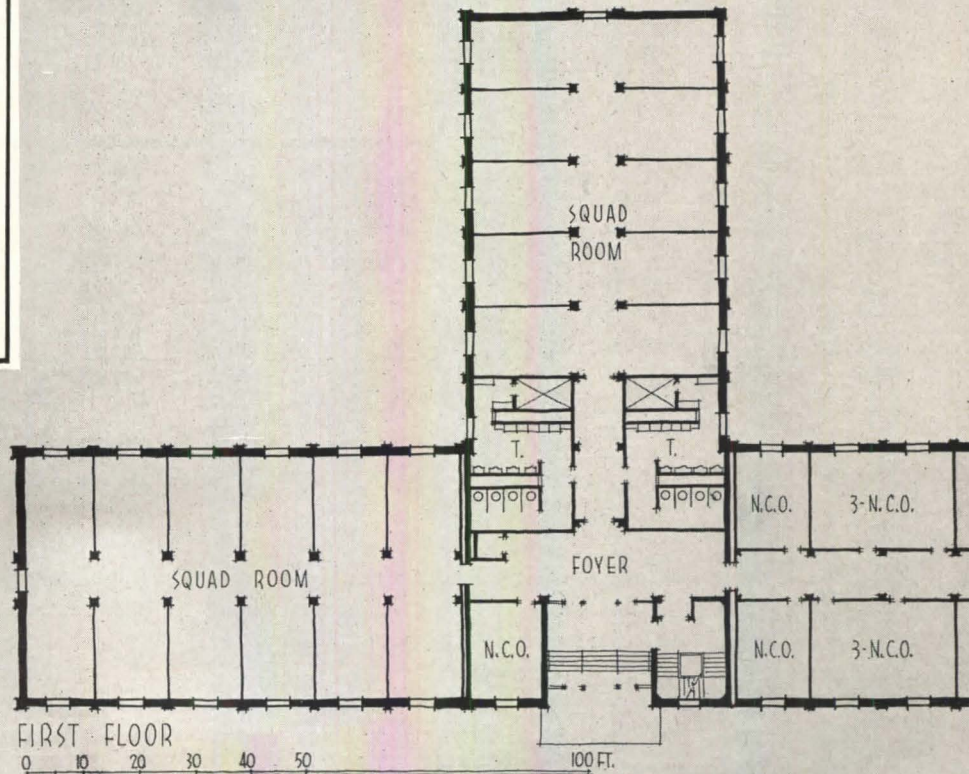 SQUAD
ROOM
T.
T.
N.C.O.
3-N.C.O.
SQUAD ROOM
FOYER
N.C.O.
N.C.O.
3-N.C.O.
FIRST FLOOR
0 10 20 30 40 50 100 FT.